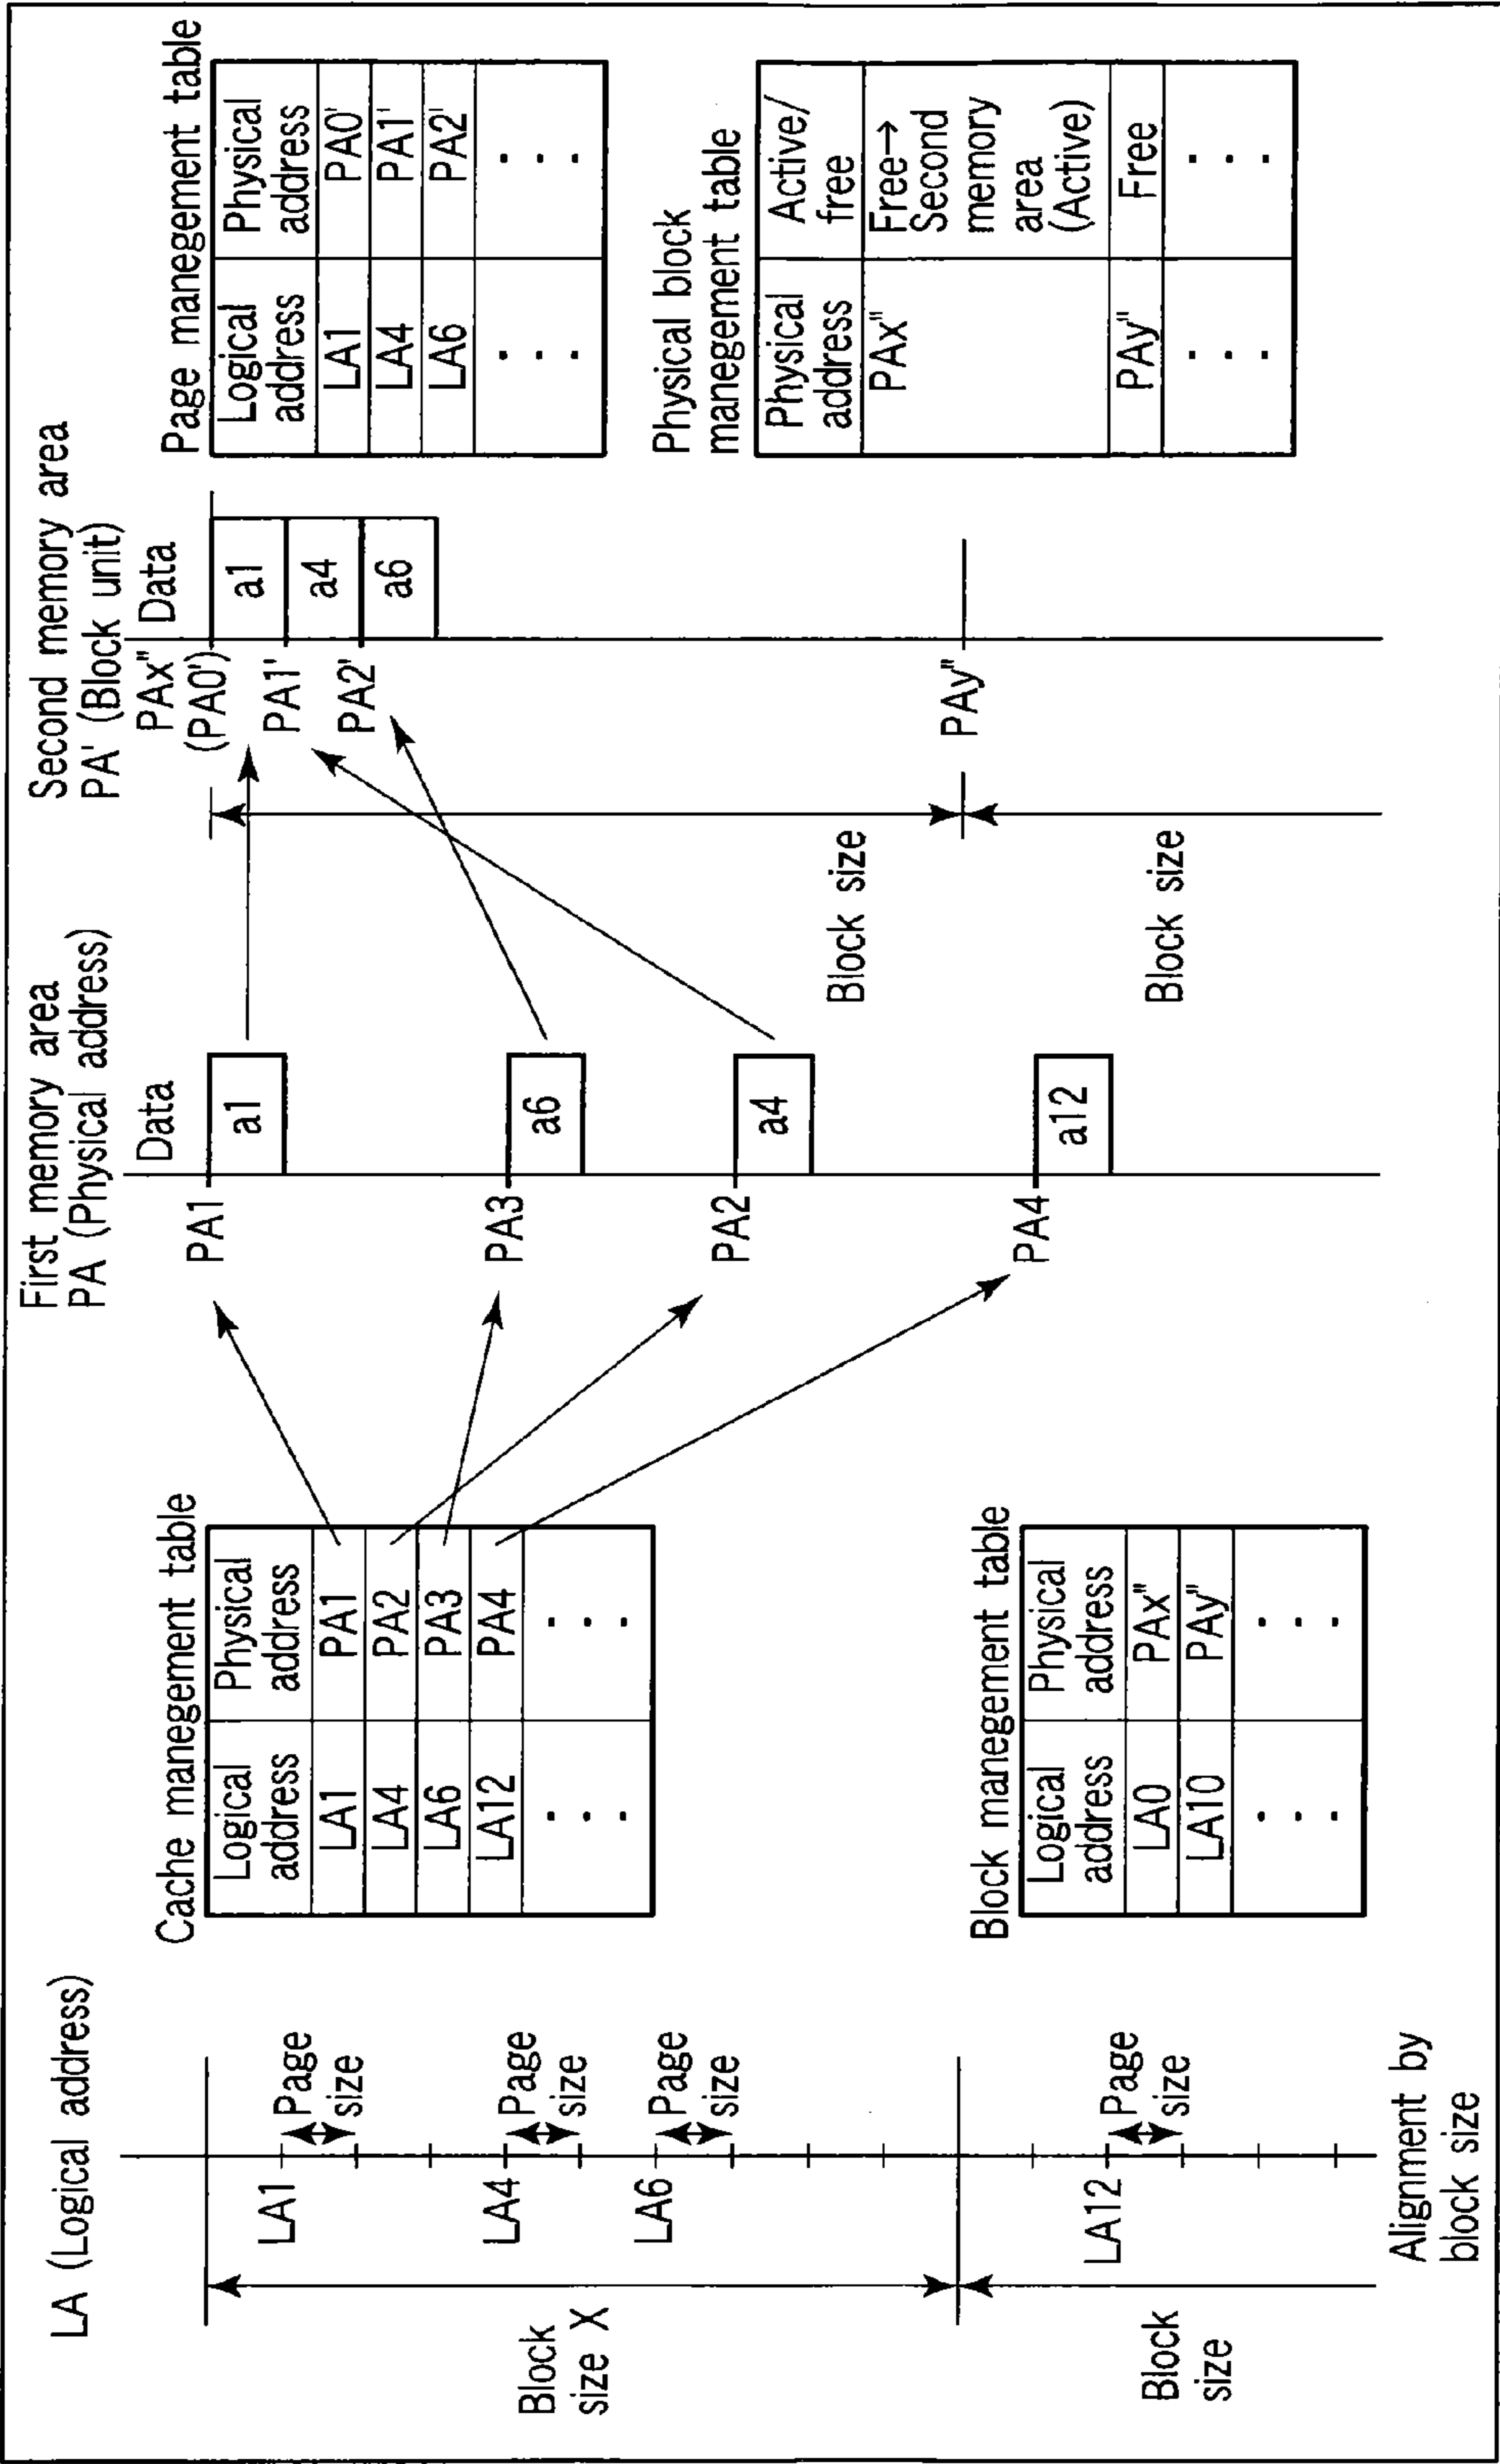 LA (Logical address)
LA1
Page
size
LA4
Page
size
LA6
Page
size
Block
size X
LA12
Page
size
Block
size
Alignment by
block size
Cache manegement table
Logical
address
Physical
address
LA1 PA1
LA4 PA2
LA6 PA3
LA12 PA4
. . . . . .
Block manegement table
Logical
address
Physical
address
LA0 PAx"
LA10 PAy"
. . . . . .
First memory area
PA (Physical address)
Data
PA1
a1
PA3
a6
PA2
a4
PA4
a12
Second memory area
PA' (Block unit)
PAx" Data
(PA0')
a1
PA1'
a4
PA2'
a6
PAy"
Block size
Block size
Page manegement table
Logical
address
Physical
address
LA1 PA0'
LA4 PA1'
LA6 PA2'
. . . . . .
Physical block
manegement table
Physical
address
Active/
free
PAx" Free→
Second
memory
area
(Active)
PAy" Free
. . . . . .